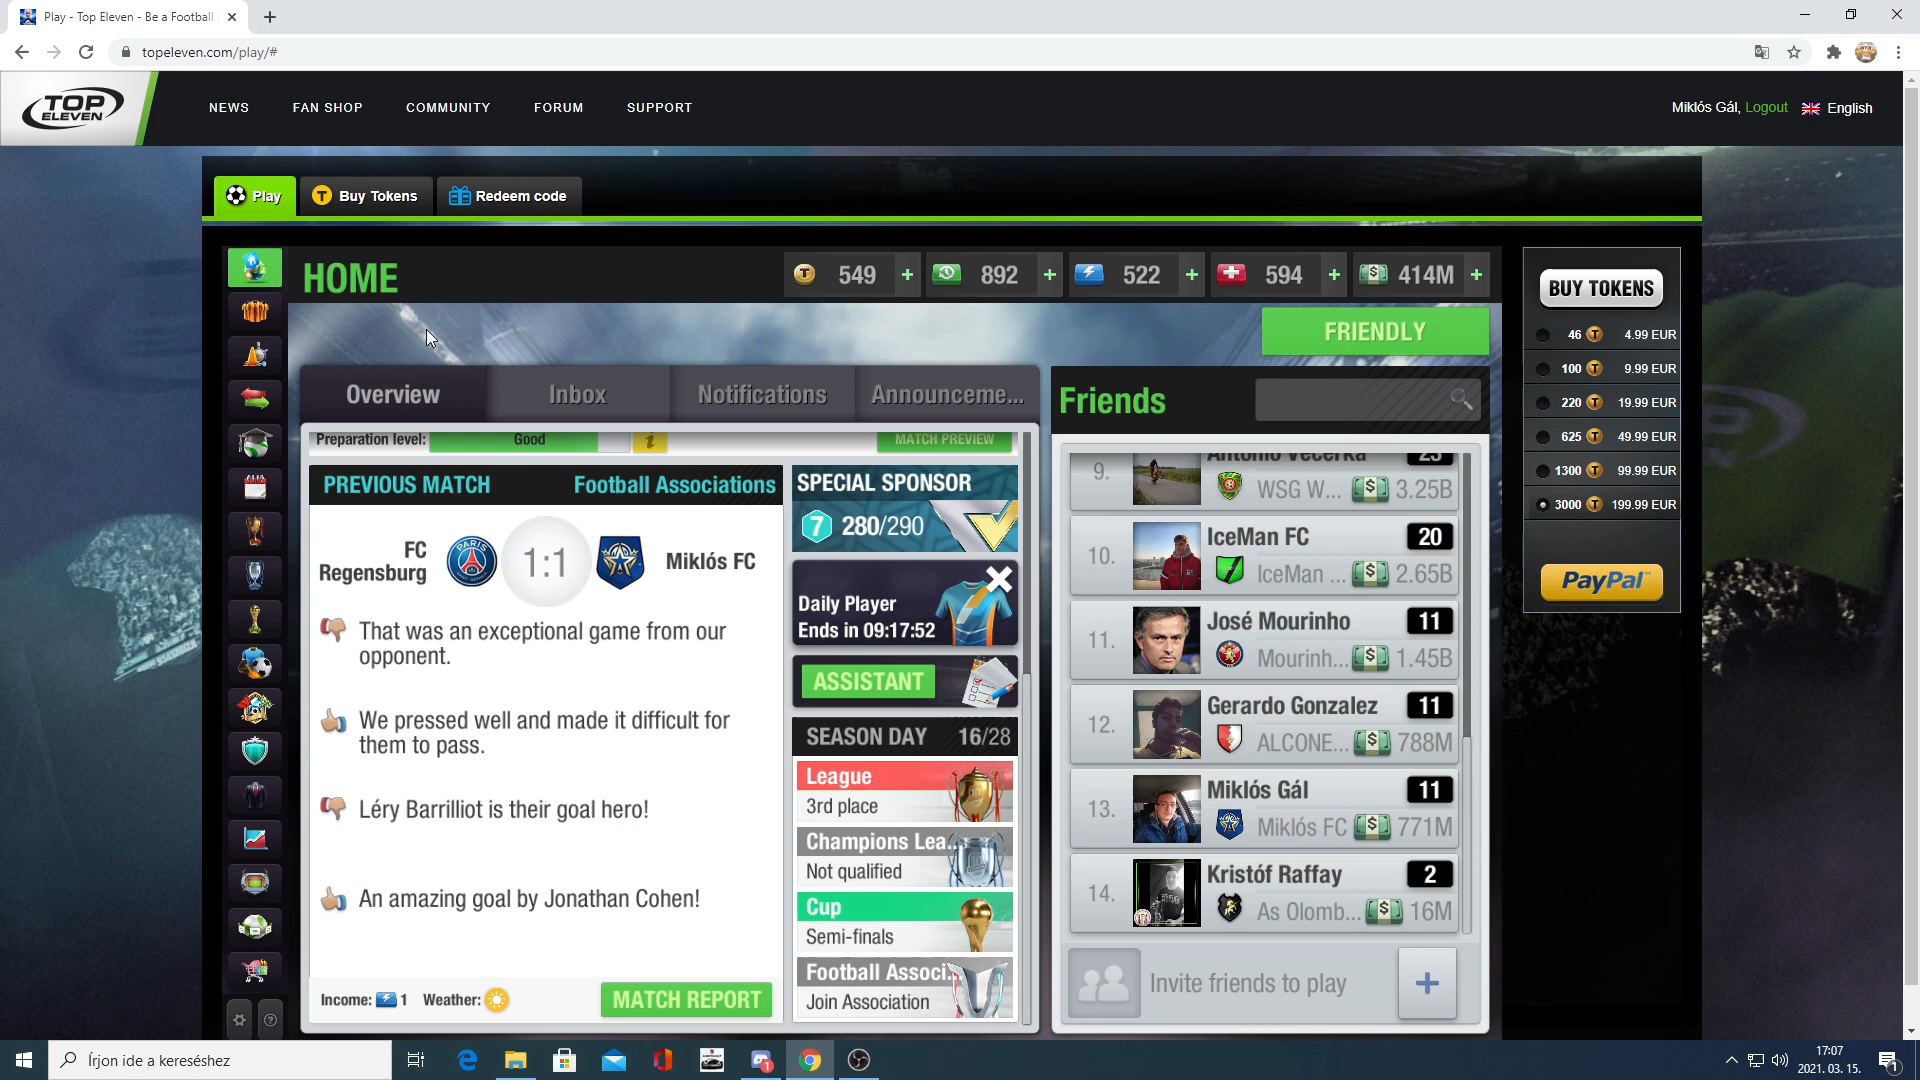 Play - Top Eleven - Be a Football
topeleven.com/play/#
TOP ELEVEN
NEWS FAN SHOP COMMUNITY FORUM SUPPORT
Miklós Gál, Logout English
Play Buy Tokens Redeem code
HOME
549 + 892 + 522 + 594 + 414M +
FRIENDLY
Overview Inbox Notifications Announceme...
Preparation level: Good i MATCH PREVIEW
PREVIOUS MATCH Football Associations
FC Regensburg
PARIS
1:1
Miklós FC
That was an exceptional game from our
opponent.
We pressed well and made it difficult for
them to pass.
Léry Barrilliot is their goal hero!
An amazing goal by Jonathan Cohen!
Income: 1 Weather:
MATCH REPORT
SPECIAL SPONSOR
7 280/290
Daily Player
Ends in 09:17:52
ASSISTANT
SEASON DAY 16/28
League
3rd place
Champions Lea...
Not qualified
Cup
Semi-finals
Football Associ...
Join Association
Friends
9. Antonio Vecerka 23
WSG W... $ 3.25B
10. IceMan FC 20
IceMan ... $ 2.65B
11. José Mourinho 11
Mourinh... $ 1.45B
12. Gerardo Gonzalez 11
ALCONE... $ 788M
13. Miklós Gál 11
Miklós FC $ 771M
14. Kristóf Raffay 2
As Olomb... $ 16M
Invite friends to play +
BUY TOKENS
46 T 4.99 EUR
100 T 9.99 EUR
220 T 19.99 EUR
625 T 49.99 EUR
1300 T 99.99 EUR
3000 T 199.99 EUR
PayPal™
Írjon ide a kereséshez
1
17:07
2021. 03. 15.
1